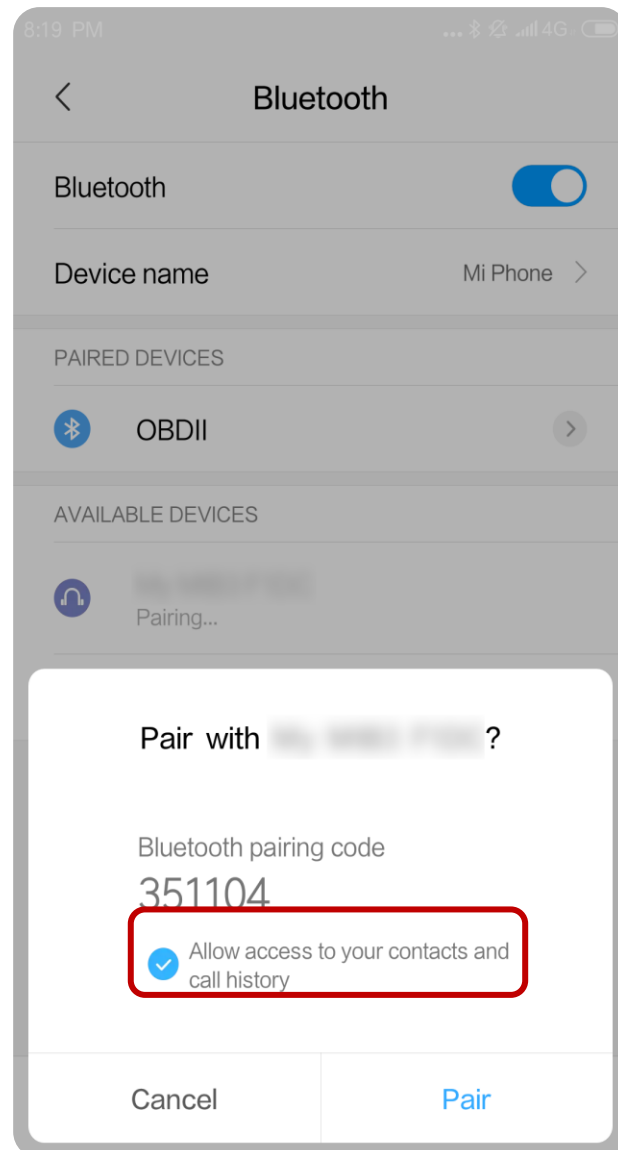 8:19 PM ... 4G
Bluetooth
Bluetooth
Device name Mi Phone
PAIRED DEVICES
OBDII
AVAILABLE DEVICES
Pairing...
Pair with ?
Bluetooth pairing code
351104
Allow access to your contacts and
call history
Cancel Pair